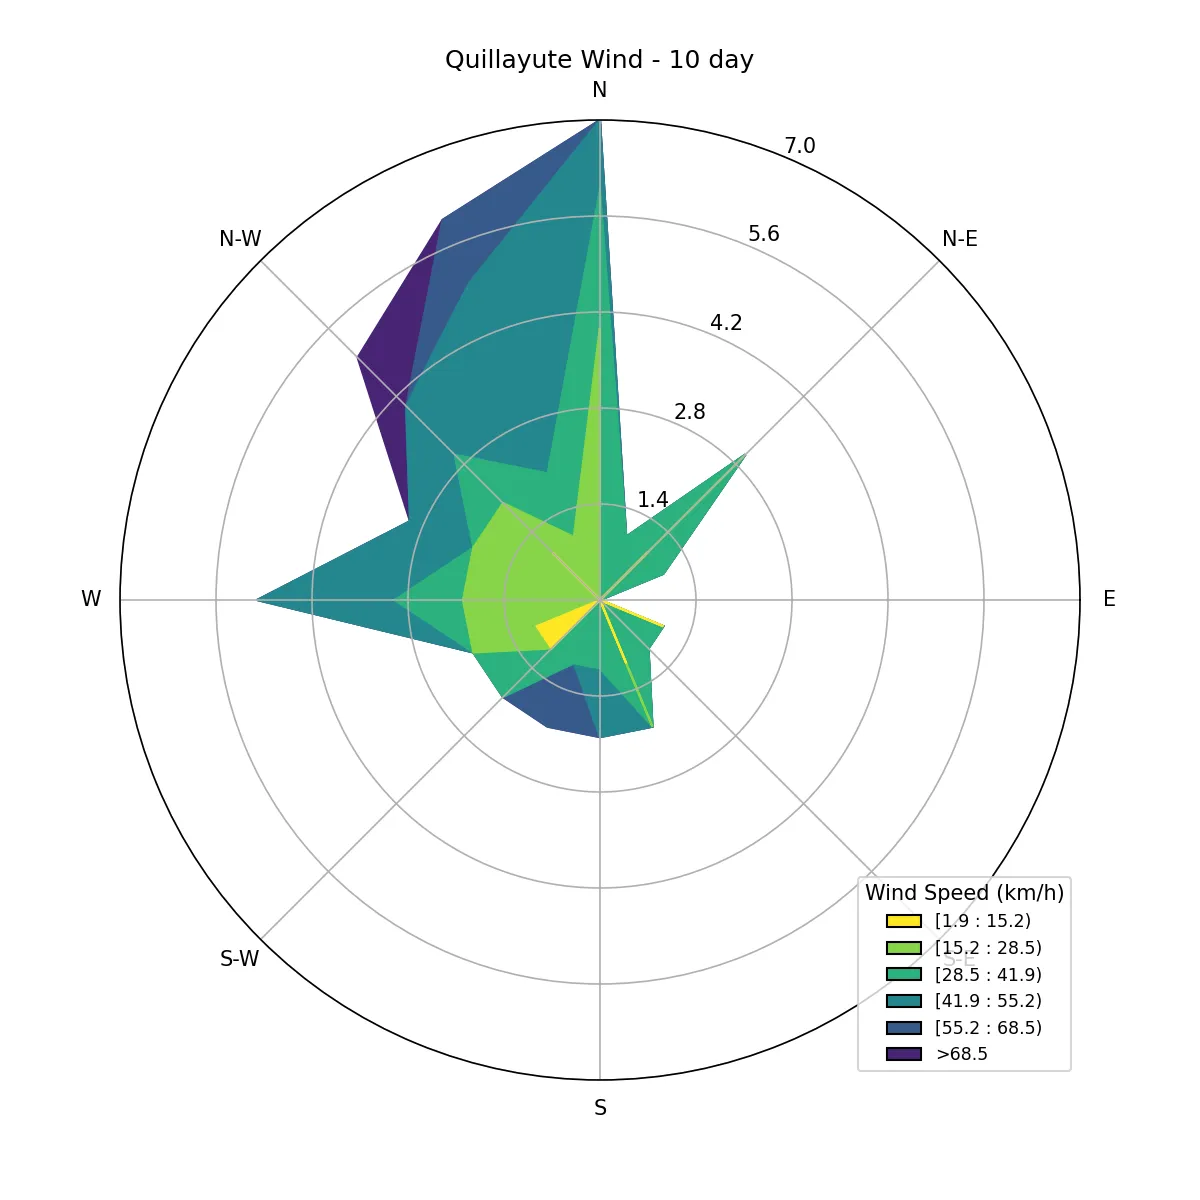 Quillayute Wind - 10 day
N
7.0
N-W
5.6
N-E
4.2
2.8
1.4
W
E
Wind Speed (km/h)
[1.9 : 15.2)
[15.2 : 28.5)
S-W
S-E
[28.5 : 41.9)
[41.9 : 55.2)
[55.2 : 68.5)
>68.5
S